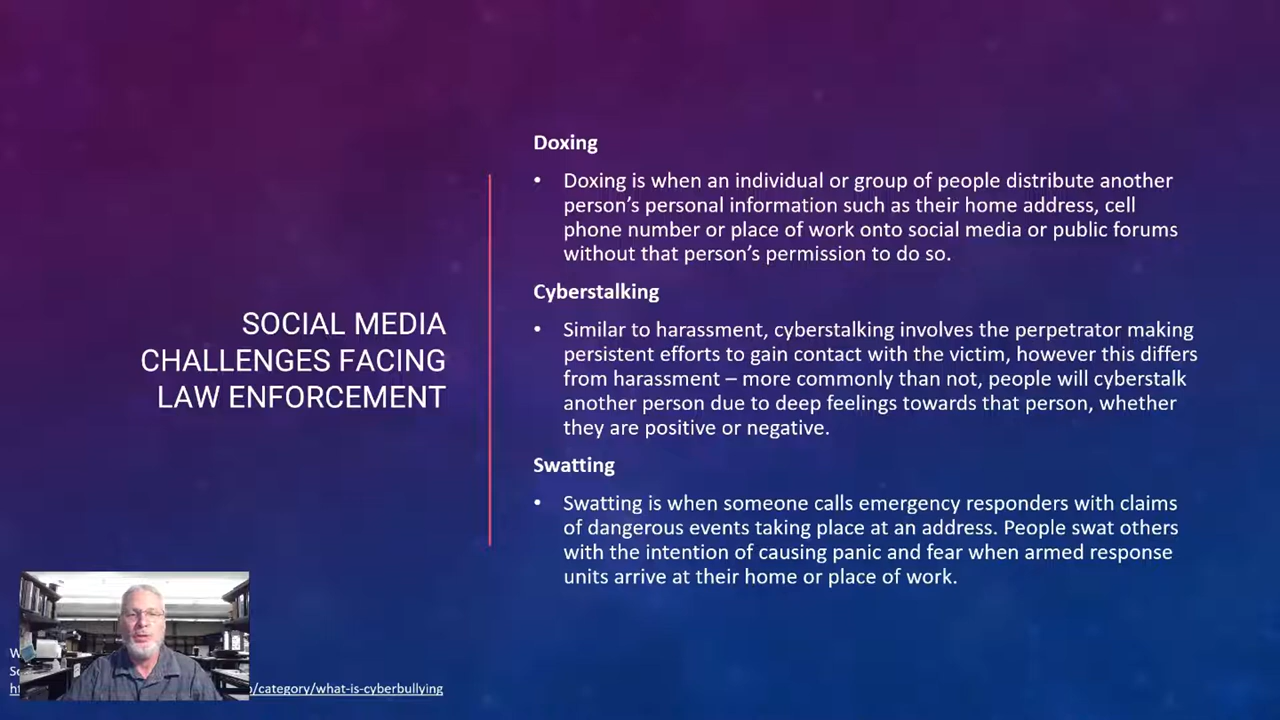 SOCIAL MEDIA
CHALLENGES FACING
LAW ENFORCEMENT
Doxing
• Doxing is when an individual or group of people distribute another
person’s personal information such as their home address, cell
phone number or place of work onto social media or public forums
without that person’s permission to do so.
Cyberstalking
• Similar to harassment, cyberstalking involves the perpetrator making
persistent efforts to gain contact with the victim, however this differs
from harassment – more commonly than not, people will cyberstalk
another person due to deep feelings towards that person, whether
they are positive or negative.
Swatting
• Swatting is when someone calls emergency responders with claims
of dangerous events taking place at an address. People swat others
with the intention of causing panic and fear when armed response
units arrive at their home or place of work.
/category/what-is-cyberbullying